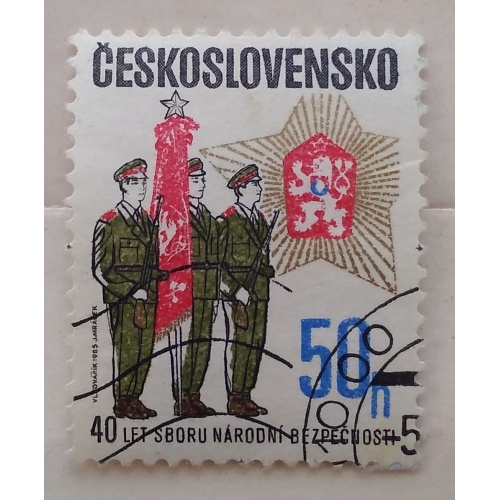 ČESKOSLOVENSKO
50h
40 LET SBORU NÁRODNÍ BEZPEČNOSTI